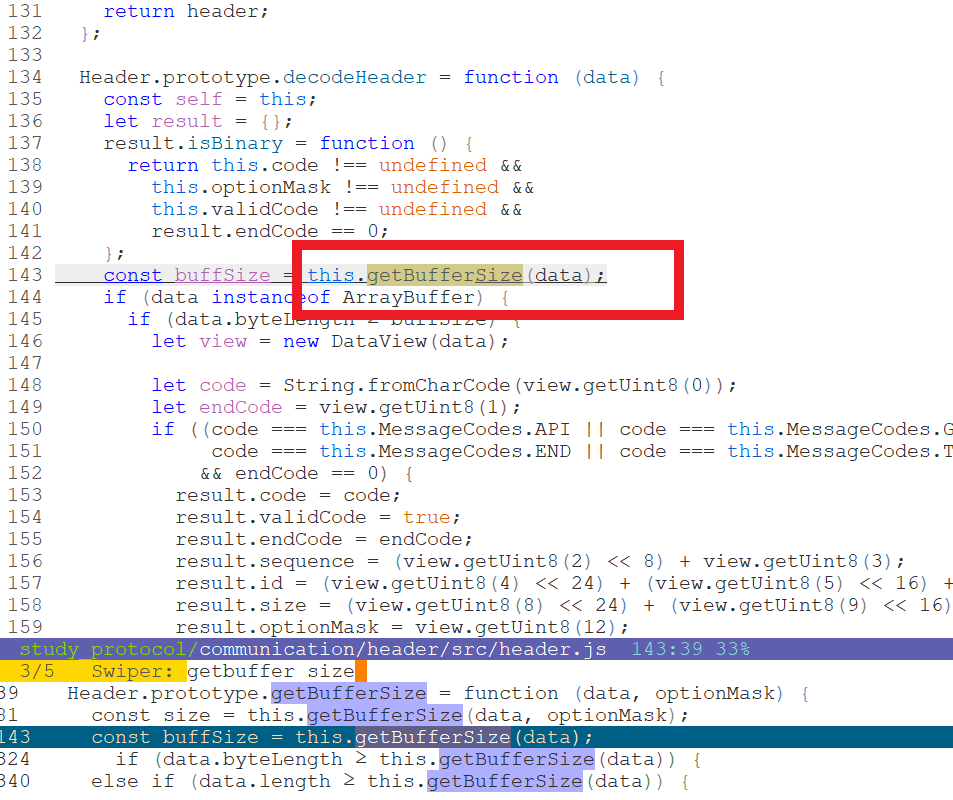 131 return header;
132 };
133
134 Header.prototype.decodeHeader = function (data) {
135 const self = this;
136 let result = {};
137 result.isBinary = function () {
138 return this.code !== undefined &&
139 this.optionMask !== undefined &&
140 this.validCode !== undefined &&
141 result.endCode == 0;
142 };
143 const buffSize = this.getBufferSize(data);
144 if (data instanceof ArrayBuffer) {
145 if (data.byteLength ≥ buffSize) {
146 let view = new DataView(data);
147
148 let code = String.fromCharCode(view.getUint8(0));
149 let endCode = view.getUint8(1);
150 if ((code === this.MessageCodes.API || code === this.MessageCodes.G
151 code === this.MessageCodes.END || code === this.MessageCodes.T
152 && endCode == 0) {
153 result.code = code;
154 result.validCode = true;
155 result.endCode = endCode;
156 result.sequence = (view.getUint8(2) << 8) + view.getUint8(3);
157 result.id = (view.getUint8(4) << 24) + (view.getUint8(5) << 16) +
158 result.size = (view.getUint8(8) << 24) + (view.getUint8(9) << 16)
159 result.optionMask = view.getUint8(12);
study_protocol/communication/header/src/header.js 143:39 33%
3/5 Swiper: getbuffer size
39 Header.prototype.getBufferSize = function (data, optionMask) {
81 const size = this.getBufferSize(data, optionMask);
143 const buffSize = this.getBufferSize(data);
324 if (data.byteLength ≥ this.getBufferSize(data)) {
340 else if (data.length ≥ this.getBufferSize(data)) {